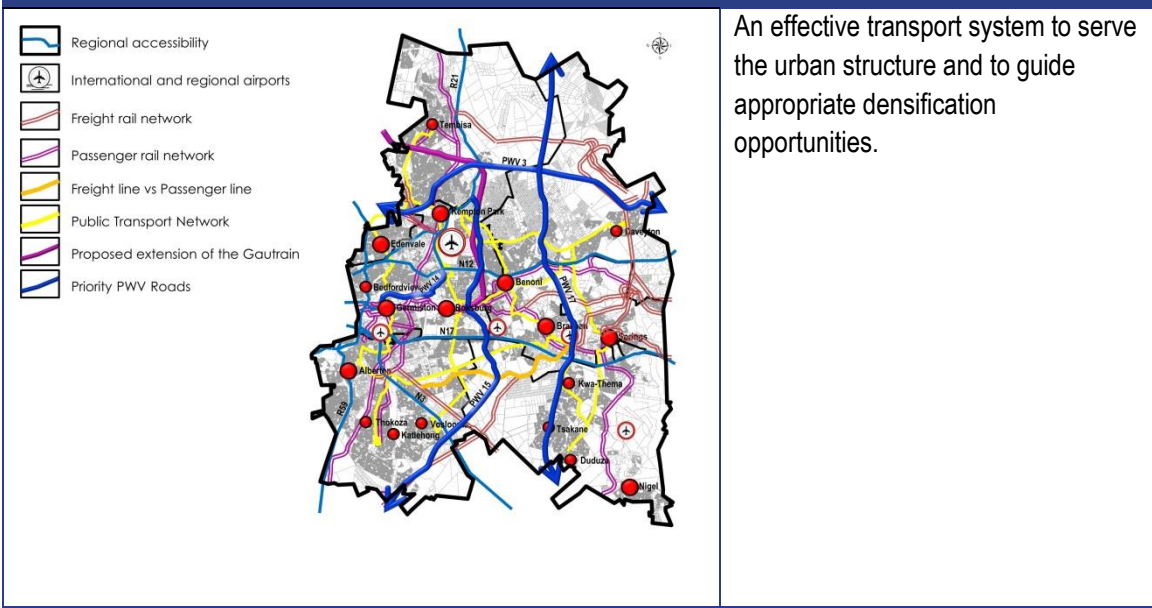 Regional accessibility
International and regional airports
Freight rail network
Passenger rail network
Freight line vs Passenger line
Public Transport Network
Proposed extension of the Gautrain
Priority PWV Roads
R21
Tembisa
PWV 3
Kempton Park
Daveyton
Edenvale
N12
Bedfordview
PWV 14
Benoni
PWV 17
Germiston
Boksburg
Brakpan
Springs
N17
Alberton
Kwa-Thema
R59
N3
PWV 15
Thokoza
Vosloo
Katlehong
Tsakane
Duduza
Nigel
An effective transport system to serve
the urban structure and to guide
appropriate densification
opportunities.